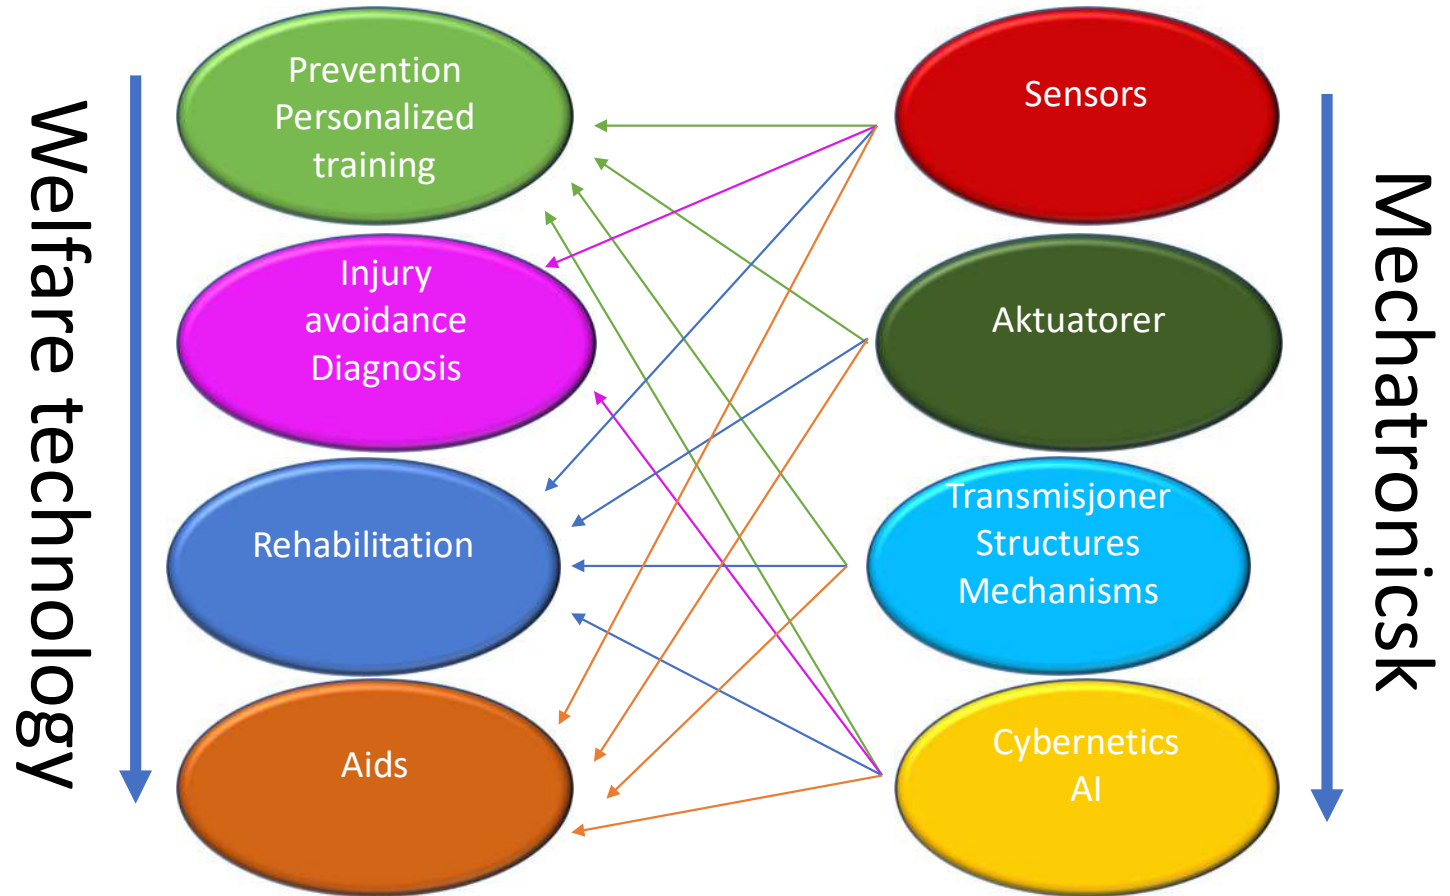 Welfare technology
Prevention
Personalized
training
Injury
avoidance
Diagnosis
Rehabilitation
Aids
Sensors
Aktuatorer
Transmisjoner
Structures
Mechanisms
Cybernetics
AI
Mechatronicsk